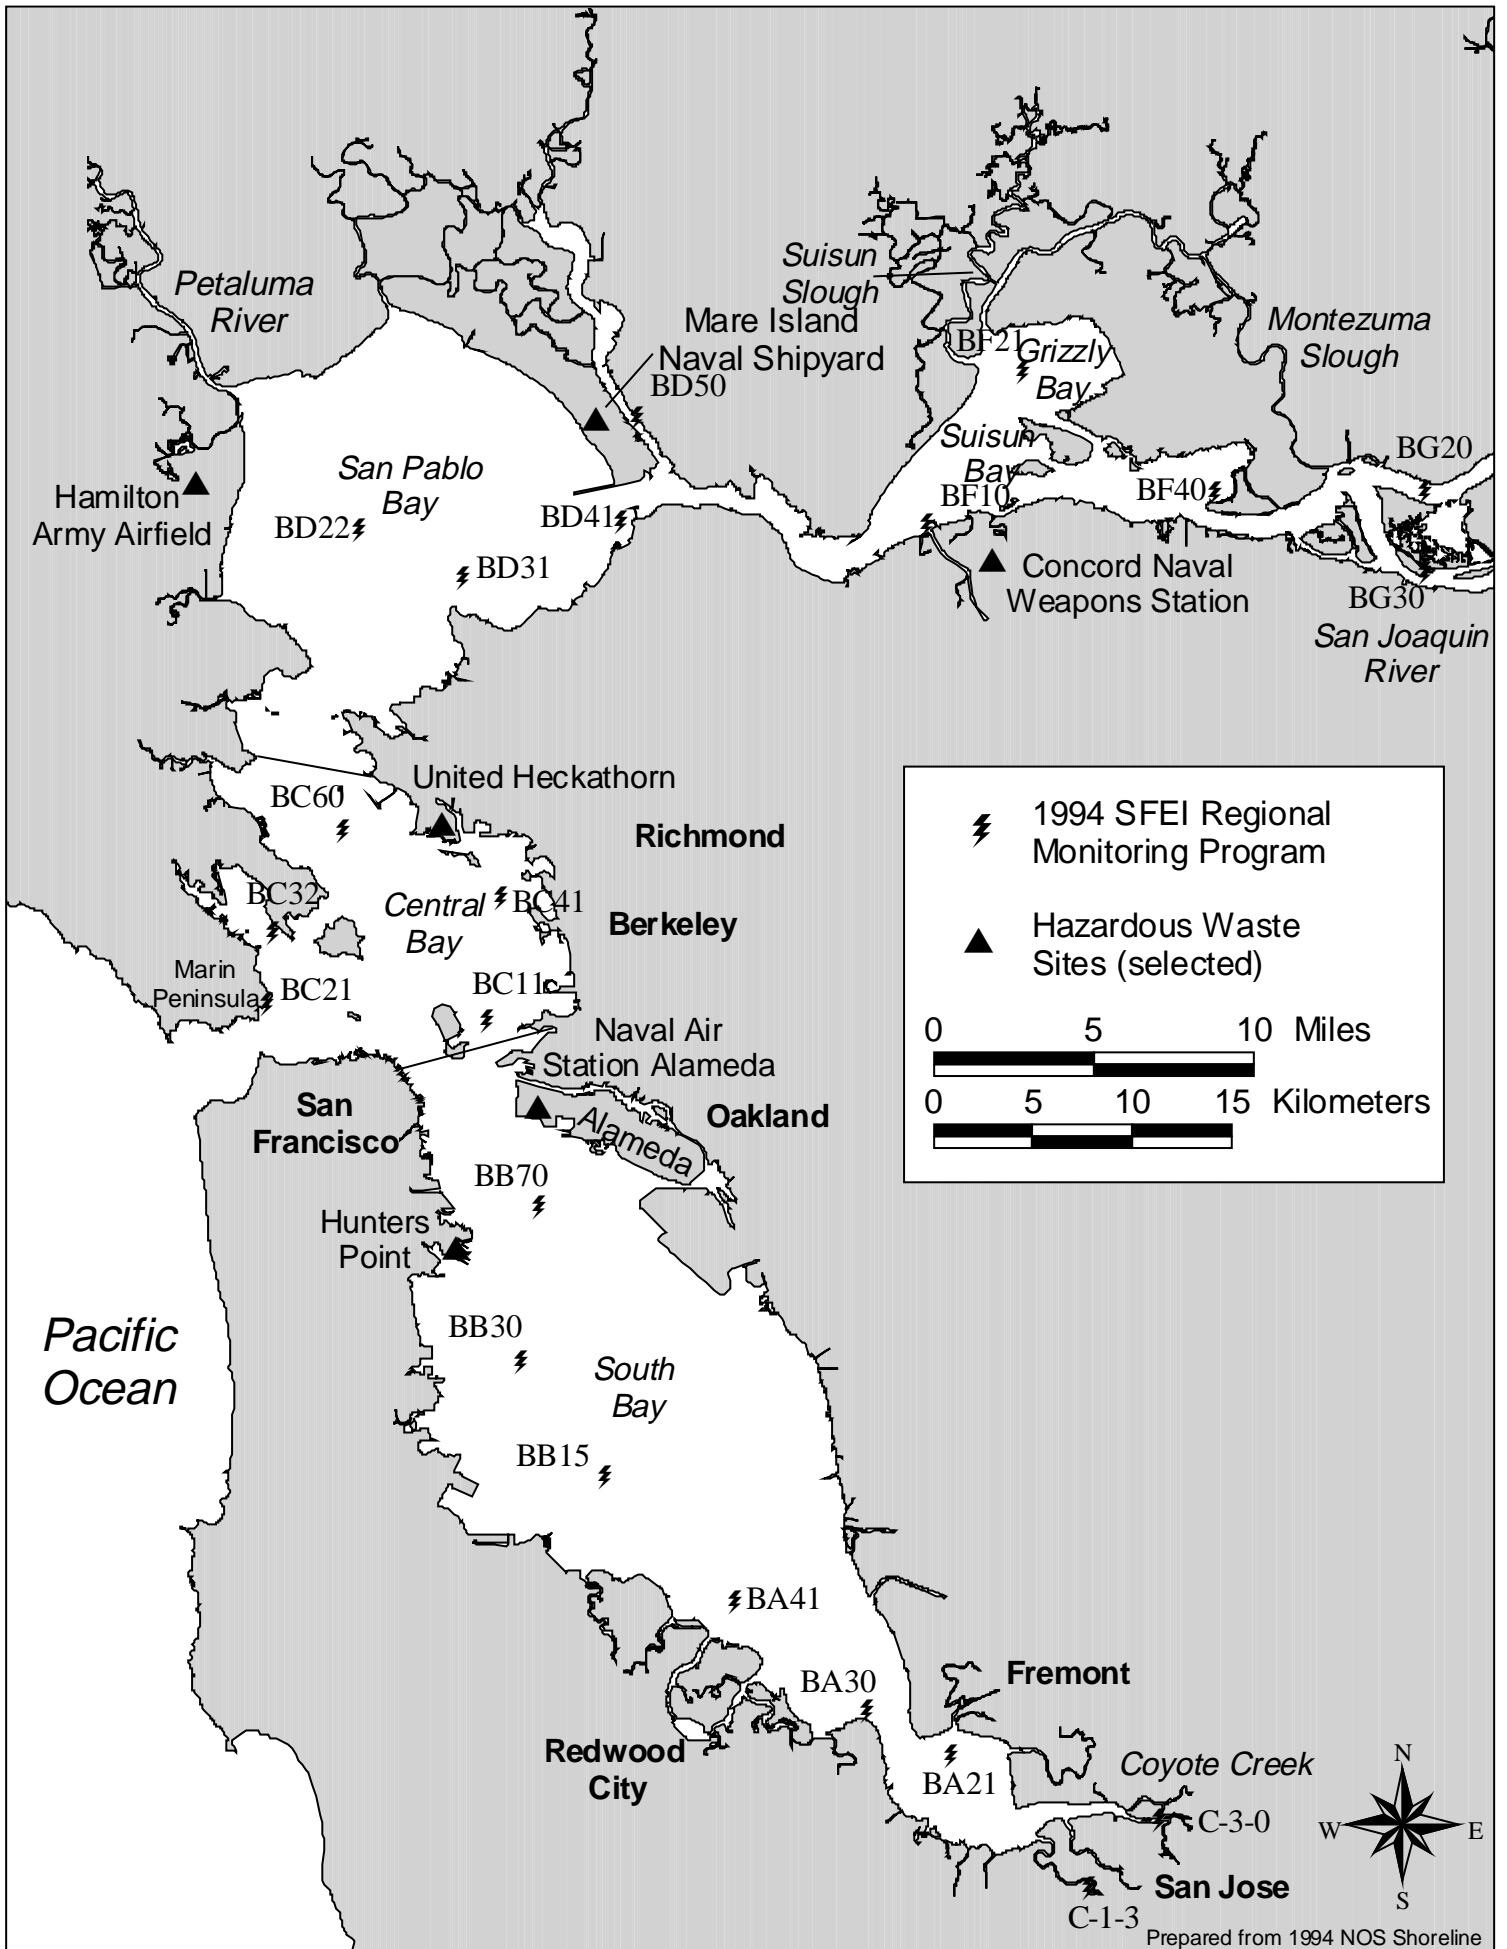 Petaluma
River
Suisun
Slough
Mare Island
Naval Shipyard
BD50
BF21
Grizzly
Bay
Montezuma
Slough
Suisun
Bay
BG20
San Pablo
Bay
Hamilton
Army Airfield
BD22
BD41
BF10
BF40
BD31
Concord Naval
Weapons Station
BG30
San Joaquin
River
United Heckathorn
BC60
Richmond
BC32
Central
Bay
BC41
Berkeley
Marin
Peninsula
BC21
BC11
Naval Air
Station Alameda
San
Francisco
Alameda
Oakland
1994 SFEI Regional
Monitoring Program
Hazardous Waste
Sites (selected)
0 5 10 Miles
0 5 10 15 Kilometers
BB70
Hunters
Point
Pacific
Ocean
BB30
South
Bay
BB15
BA41
BA30
Fremont
Redwood
City
BA21
Coyote Creek
C-3-0
San Jose
C-1-3
N
W
E
S
Prepared from 1994 NOS Shoreline